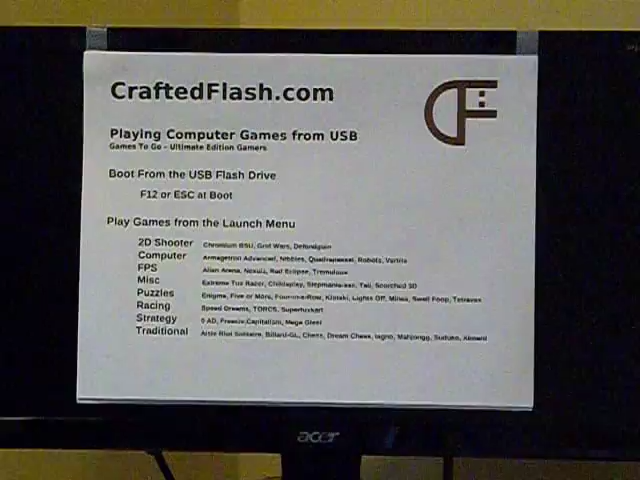 CraftedFlash.com
Playing Computer Games from USB
Games To Go - Ultimate Edition Gamers
Boot From the USB Flash Drive
F12 or ESC at Boot
Play Games from the Launch Menu
2D Shooter Chromium BSU, Grid Wars, Defendguin
Computer Armagetron Advanced, Nibbles, Quadrapassel, Robots, Valtris
FPS Alien Arena, Nexuiz, Red Eclipse, Tremulous
Misc Extreme Tux Racer, Childsplay, Stepmania, Scorched 3D
Puzzles Enigma, Five or More, Four-in-a-Row, Klotski, Lights Off, Mines, Swell Foop, Tetravex
Racing Speed Dreams, TORCS, Supertuxkart
Strategy 0 AD, Freeciv, Capitalism, Mega Glest
Traditional Aisle Riot Solitaire, Billard-GL, Chess, Dream Chess, Iagno, Mahjongg, Sudoku,
acer